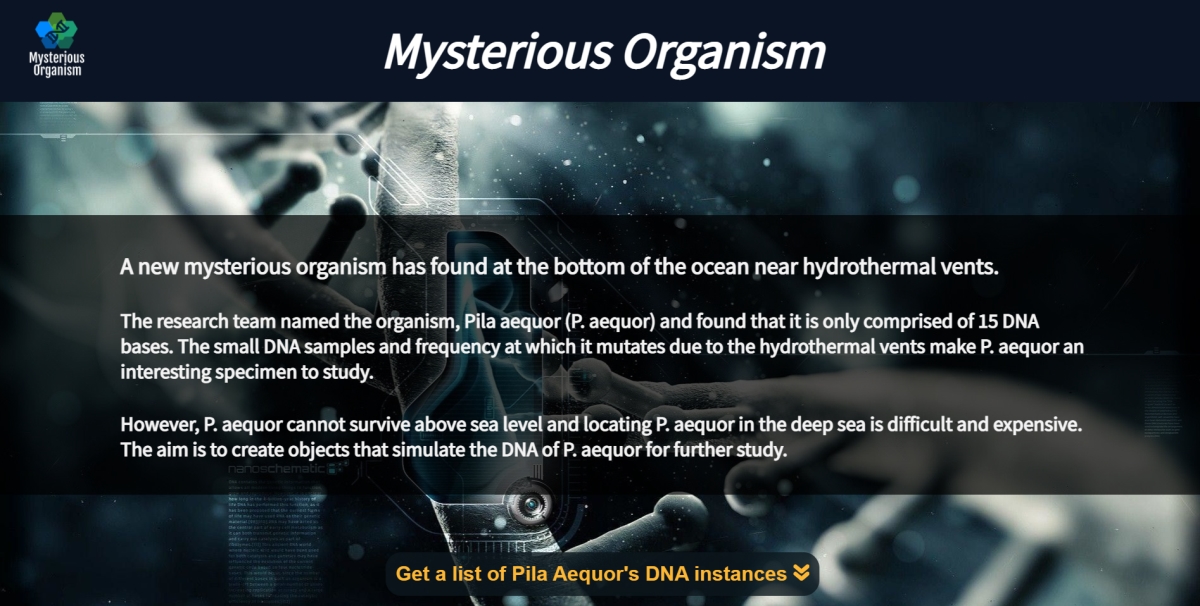 Mysterious
Organism
Mysterious Organism
A new mysterious organism has found at the bottom of the ocean near hydrothermal vents.
The research team named the organism, Pila aequor (P. aequor) and found that it is only comprised of 15 DNA
bases. The small DNA samples and frequency at which it mutates due to the hydrothermal vents make P. aequor an
interesting specimen to study.
However, P. aequor cannot survive above sea level and locating P. aequor in the deep sea is difficult and expensive.
The aim is to create objects that simulate the DNA of P. aequor for further study.
nanoschematic
Get a list of Pila Aequor's DNA instances